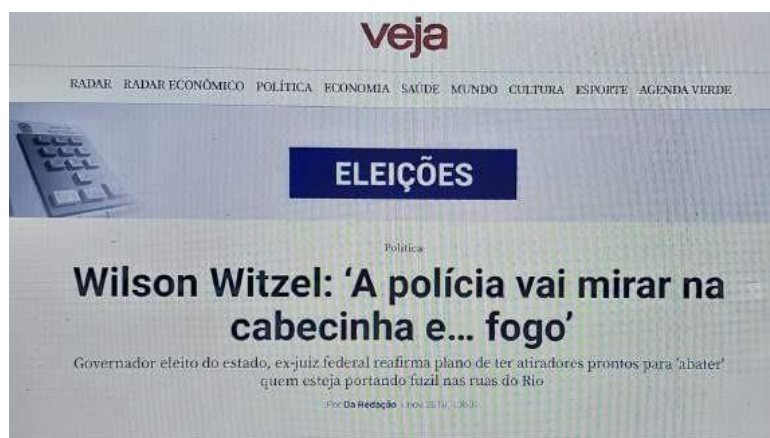 veja
RADAR RADAR ECONÔMICO POLÍTICA ECONOMIA SAÚDE MUNDO CULTURA ESPORTE AGENDA VERDE
ELEIÇÕES
Política
Wilson Witzel: ‘A polícia vai mirar na
cabecinha e… fogo’
Governador eleito do estado, ex-juiz federal reafirma plano de ter atiradores prontos para ‘abater’
quem esteja portando fuzil nas ruas do Rio
Por Da Redação nov 2018